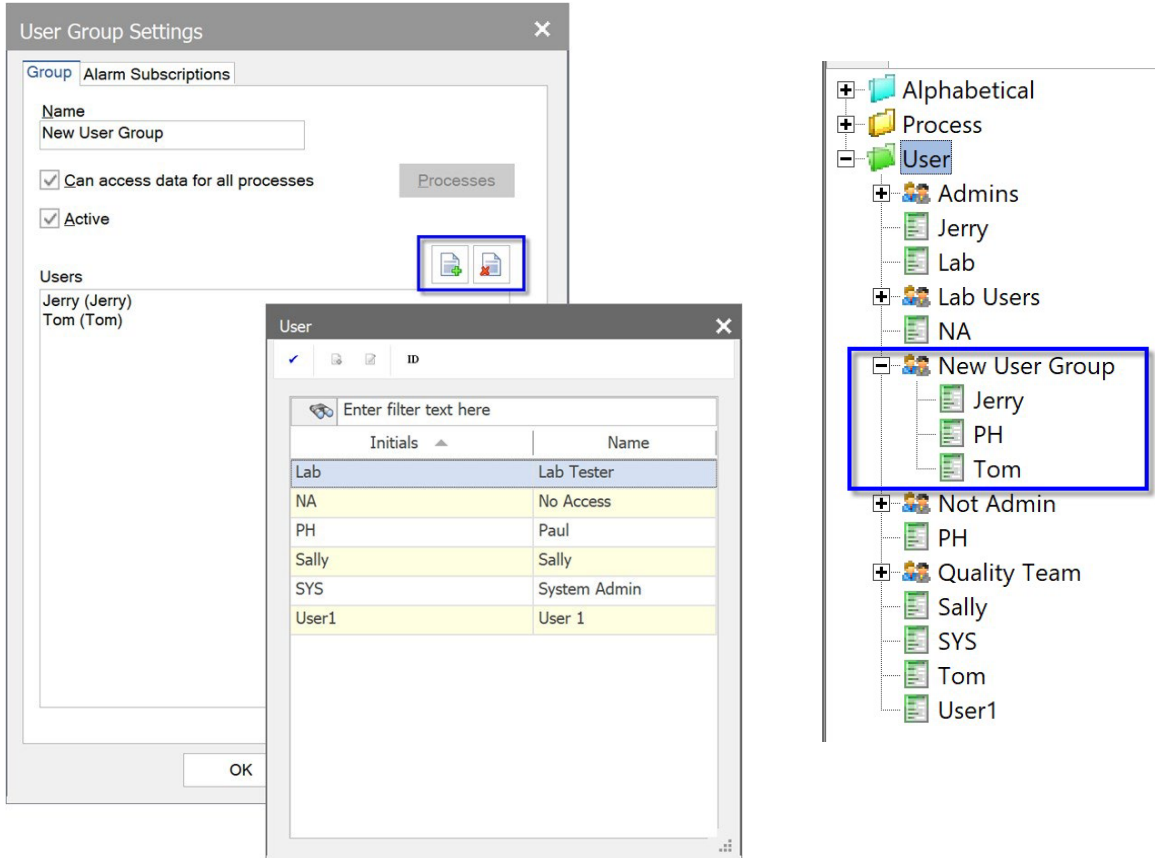 User Group Settings
Group Alarm Subscriptions
Name
New User Group
Can access data for all processes Processes
Active
Users
Jerry (Jerry)
Tom (Tom)
OK
User
ID
Enter filter text here
Initials Name
Lab Lab Tester
NA No Access
PH Paul
Sally Sally
SYS System Admin
User1 User 1
Alphabetical
Process
User
Admins
Jerry
Lab
Lab Users
NA
New User Group
Jerry
PH
Tom
Not Admin
PH
Quality Team
Sally
SYS
Tom
User1